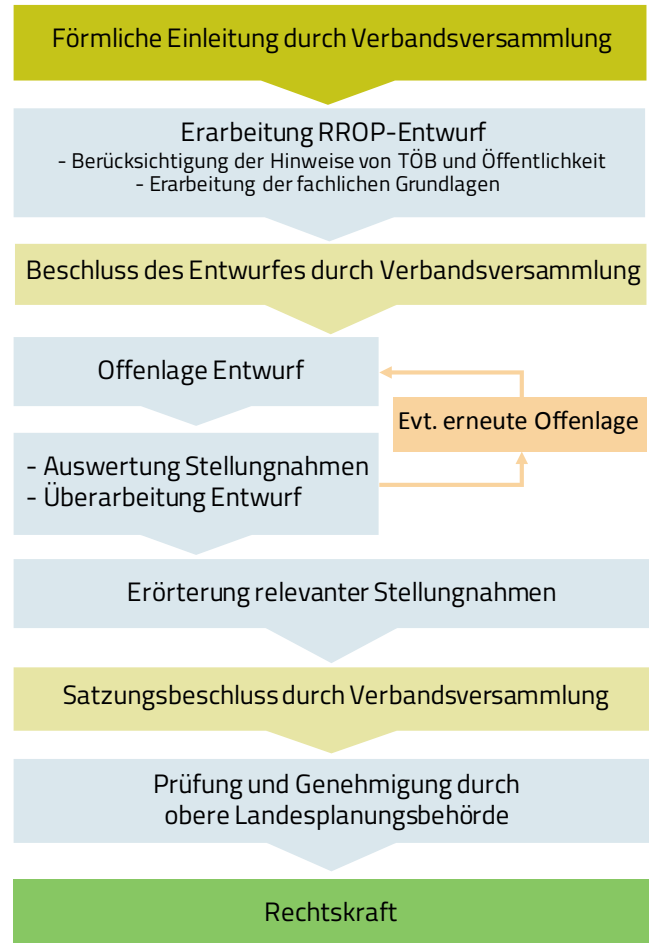 Förmliche Einleitung durch Verbandsversammlung
Erarbeitung RROP-Entwurf
- Berücksichtigung der Hinweise von TÖB und Öffentlichkeit
- Erarbeitung der fachlichen Grundlagen
Beschluss des Entwurfes durch Verbandsversammlung
Offenlage Entwurf
Evt. erneute Offenlage
- Auswertung Stellungnahmen
- Überarbeitung Entwurf
Erörterung relevanter Stellungnahmen
Satzungsbeschluss durch Verbandsversammlung
Prüfung und Genehmigung durch
obere Landesplanungsbehörde
Rechtskraft